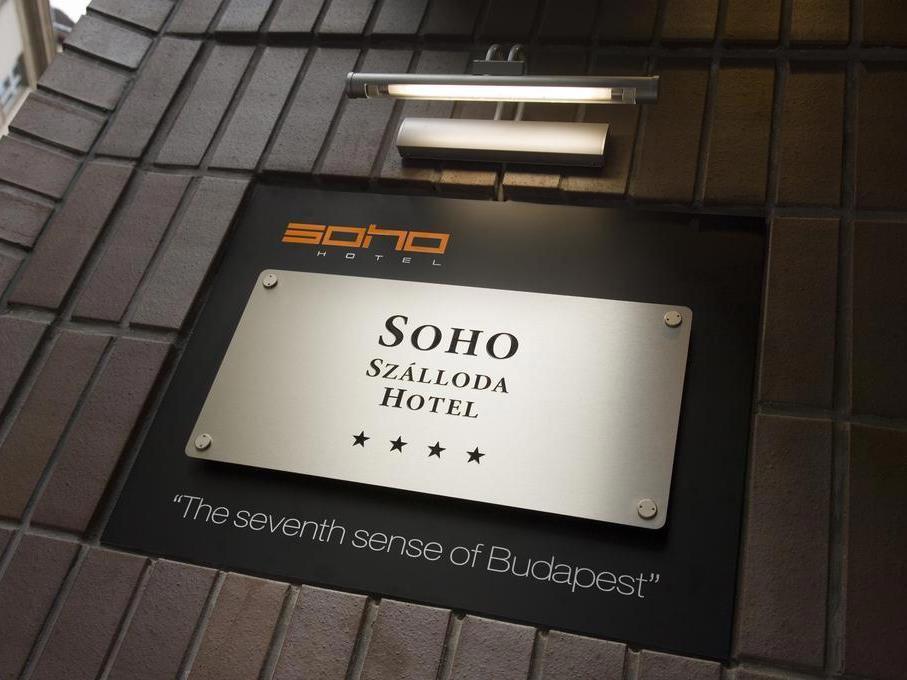 soho
HOTEL
SOHO
SZÁLLODA
HOTEL
★ ★ ★ ★
“The seventh sense of Budapest”